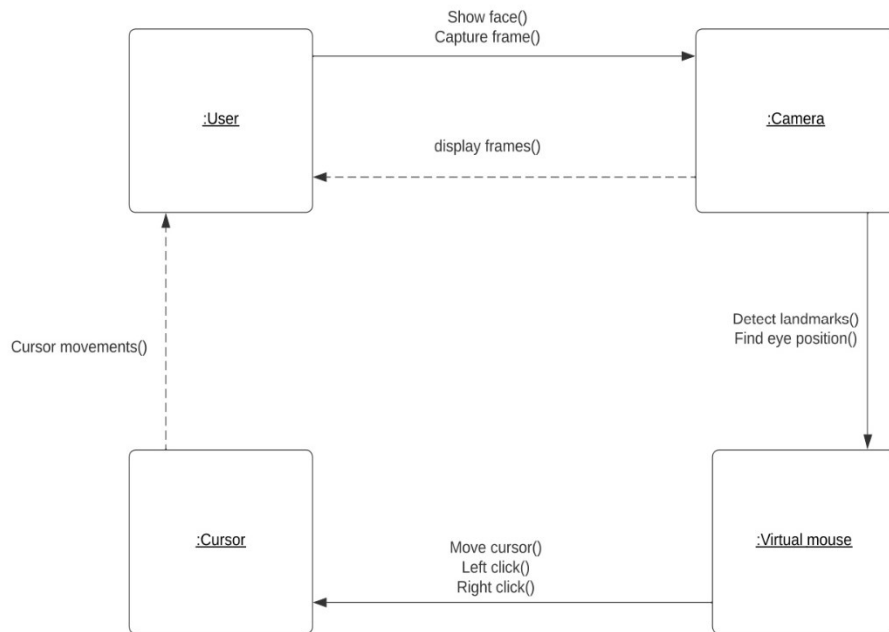 Show face()
Capture frame()
:User
:Camera
display frames()
Cursor movements()
Detect landmarks()
Find eye position()
:Cursor
:Virtual mouse
Move cursor()
Left click()
Right click()